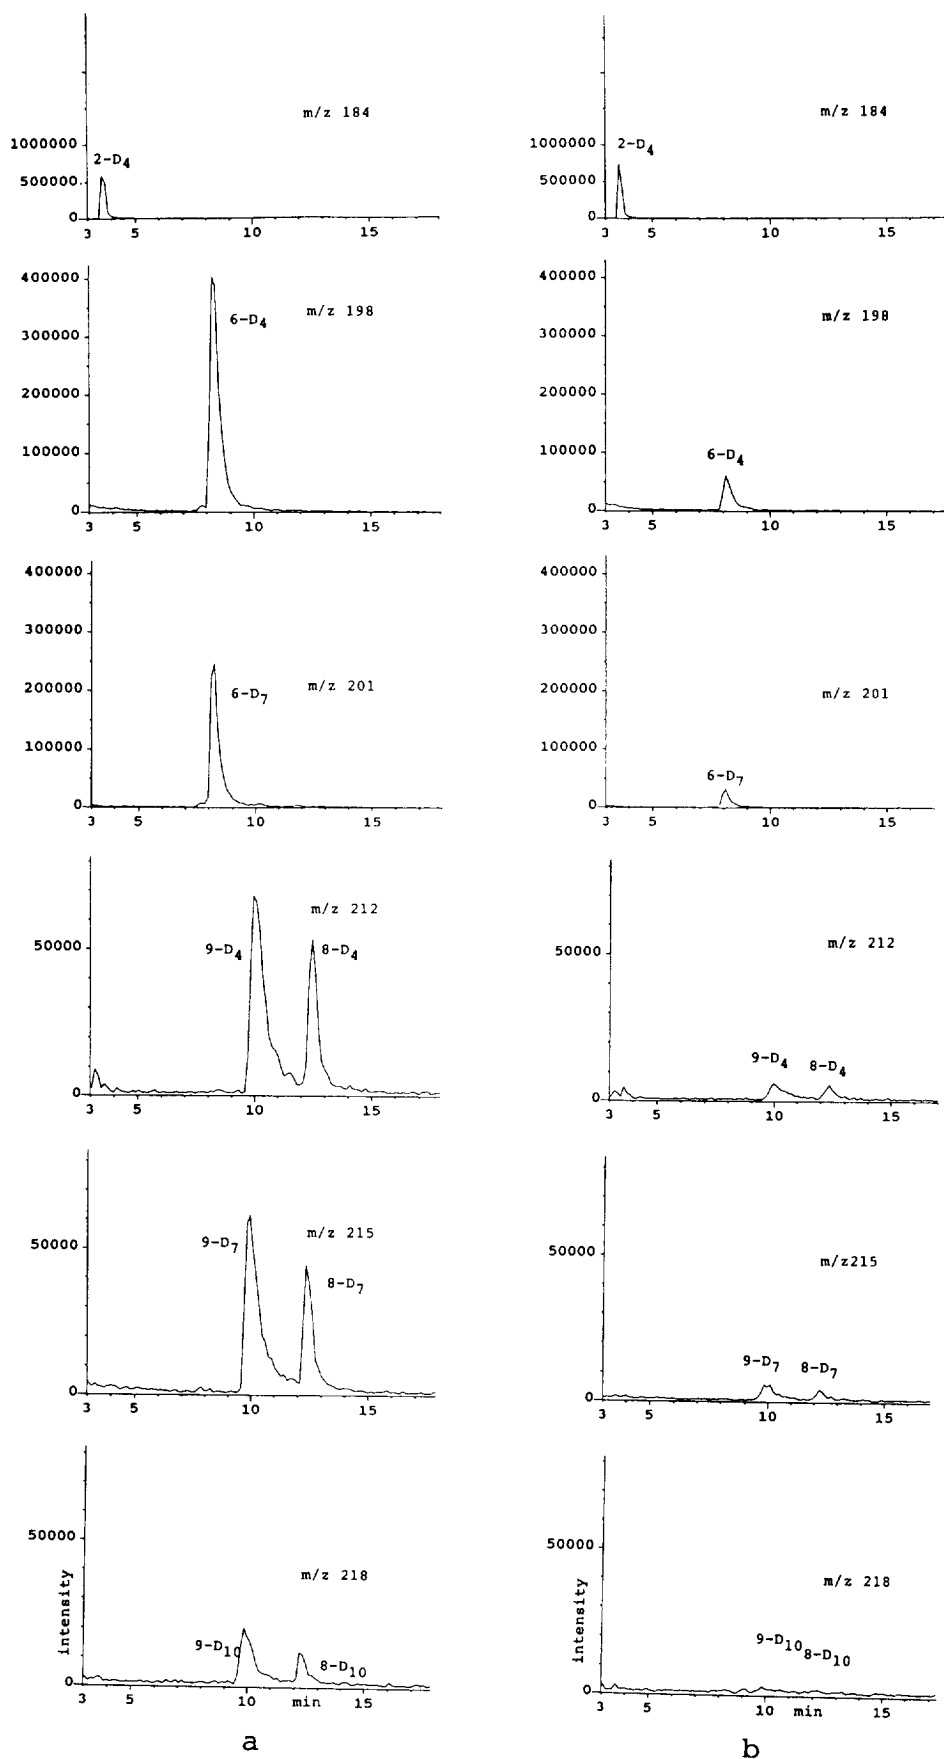 m/z 184
1000000
500000
0
2-D4
3 5 10 15
m/z 198
400000
300000
200000
100000
0
6-D4
3 5 10 15
m/z 201
400000
300000
200000
100000
0
6-D7
3 5 10 15
m/z 212
50000
0
9-D4
8-D4
3 5 10 15
m/z 215
50000
0
9-D7
8-D7
3 5 10 15
m/z 218
50000
0
intensity
9-D10
8-D10
3 5 10 min 15
a
m/z 184
1000000
500000
0
2-D4
3 5 10 15
m/z 198
400000
300000
200000
100000
0
6-D4
3 5 10 15
m/z 201
400000
300000
200000
100000
0
6-D7
3 5 10 15
m/z 212
50000
0
9-D4
8-D4
3 5 10 15
m/z215
50000
0
9-D7
8-D7
3 5 10 15
m/z 218
50000
0
intensity
9-D10
8-D10
3 5 10 min 15
b